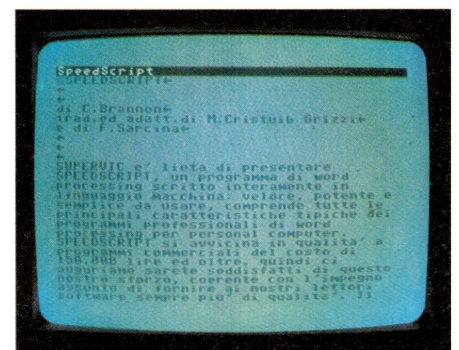 SpeedScript
SPEEDSCRIPT←
←
←
di C.Brannon←
trad.ed adatt.di M.Cristuib Grizzi←
e di F.Sarcina←
←
←
SUPERVIC e' lieta di presentare
SPEEDSCRIPT, un programma di word
processing scritto interamente in
linguaggio macchina. Veloce, potente e
semplice da usare, comprende tutte le
principali caratteristiche tipiche dei
programmi professionali di word
processing per personal computer.
SPEEDSCRIPT si avvicina in qualita' a
programmi commerciali del costo di
150.000 lire ed oltre, quindi ci
auguriamo sarete soddisfatti di questo
nostro sforzo, coerente con l'impegno
assunto di fornire ai nostri lettori
software sempre piu' di qualita'. Il